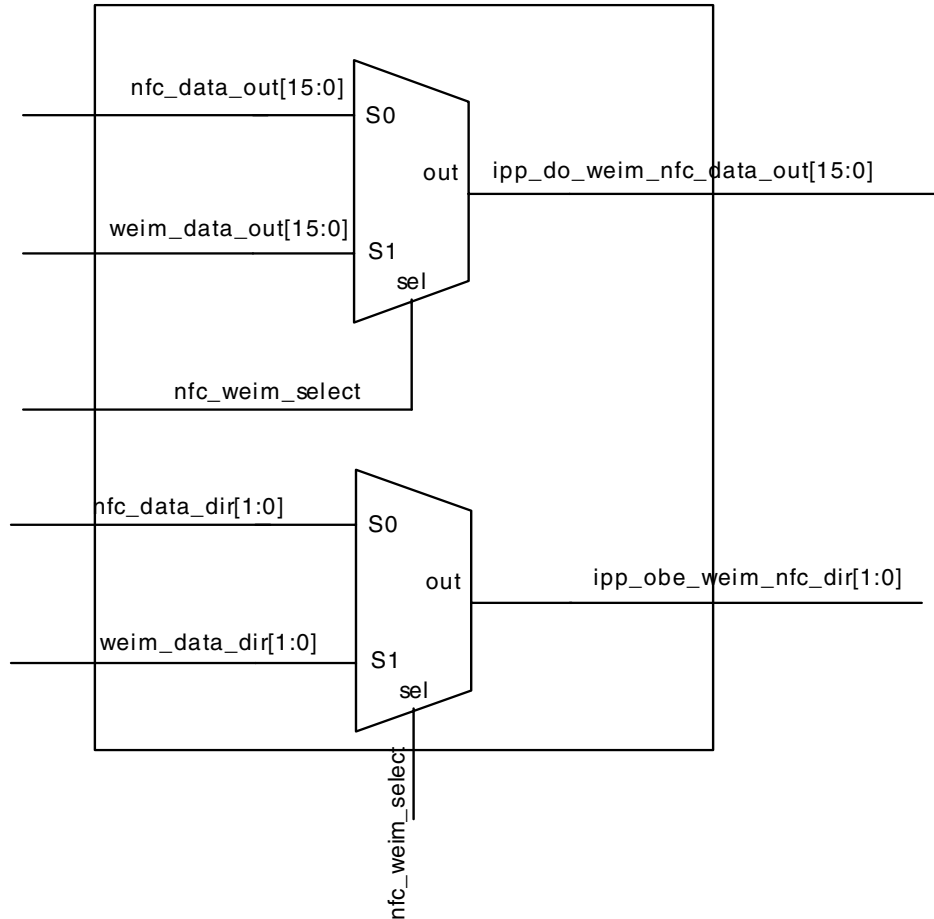 nfc_data_out[15:0]
S0
out
ipp_do_weim_nfc_data_out[15:0]
weim_data_out[15:0]
S1
sel
nfc_weim_select
nfc_data_dir[1:0]
S0
out
ipp_obe_weim_nfc_dir[1:0]
weim_data_dir[1:0]
S1
sel
nfc_weim_select